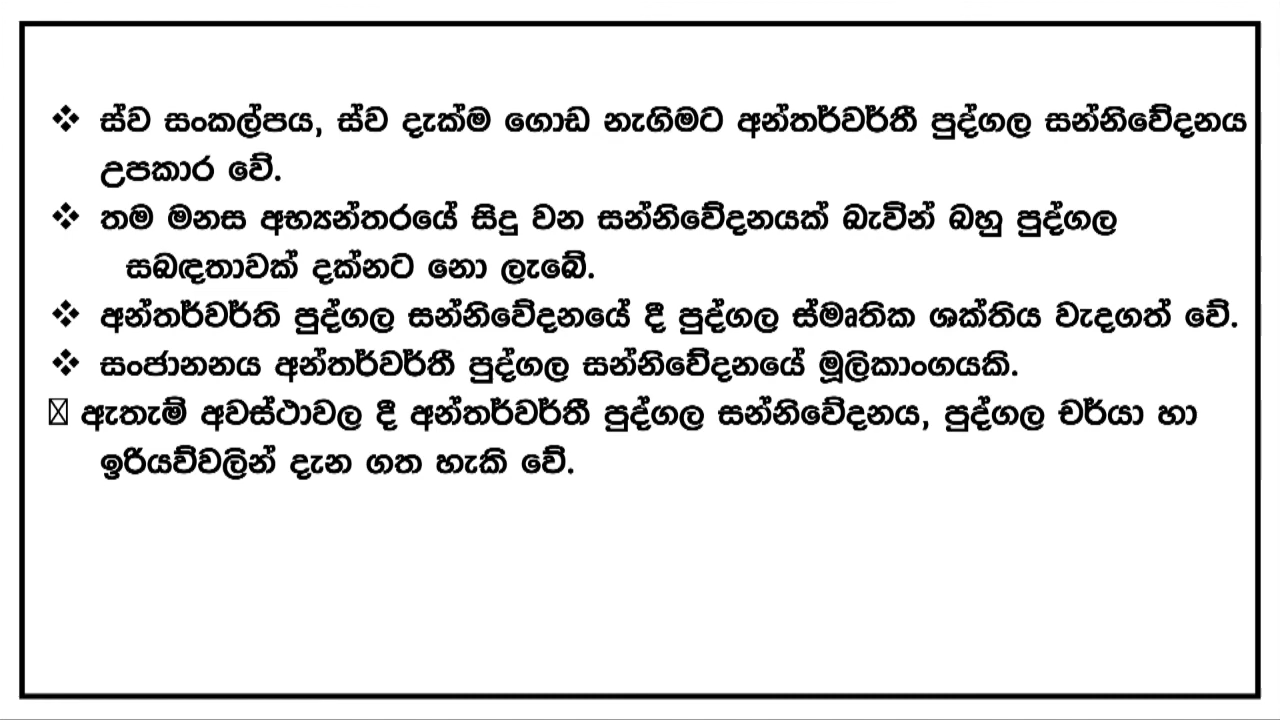 ❖ ස්ව සංකල්පය, ස්ව දැක්ම ගොඩ නැගිමට අන්තර්වර්තී පුද්ගල සන්නිවේදනය
උපකාර වේ.
❖ තම මනස අභ්‍යන්තරයේ සිදු වන සන්නිවේදනයක් බැවින් බහු පුද්ගල
සබඳතාවක් දක්නට නො ලැබේ.
❖ අන්තර්වර්ති පුද්ගල සන්නිවේදනයේ දී පුද්ගල ස්මෘතික ශක්තිය වැදගත් වේ.
❖ සංජානනය අන්තර්වර්තී පුද්ගල සන්නිවේදනයේ මූලිකාංගයකි.
ඇතැම් අවස්ථාවල දී අන්තර්වර්තී පුද්ගල සන්නිවේදනය, පුද්ගල චර්යා හා
ඉරියව්වලින් දැන ගත හැකි වේ.